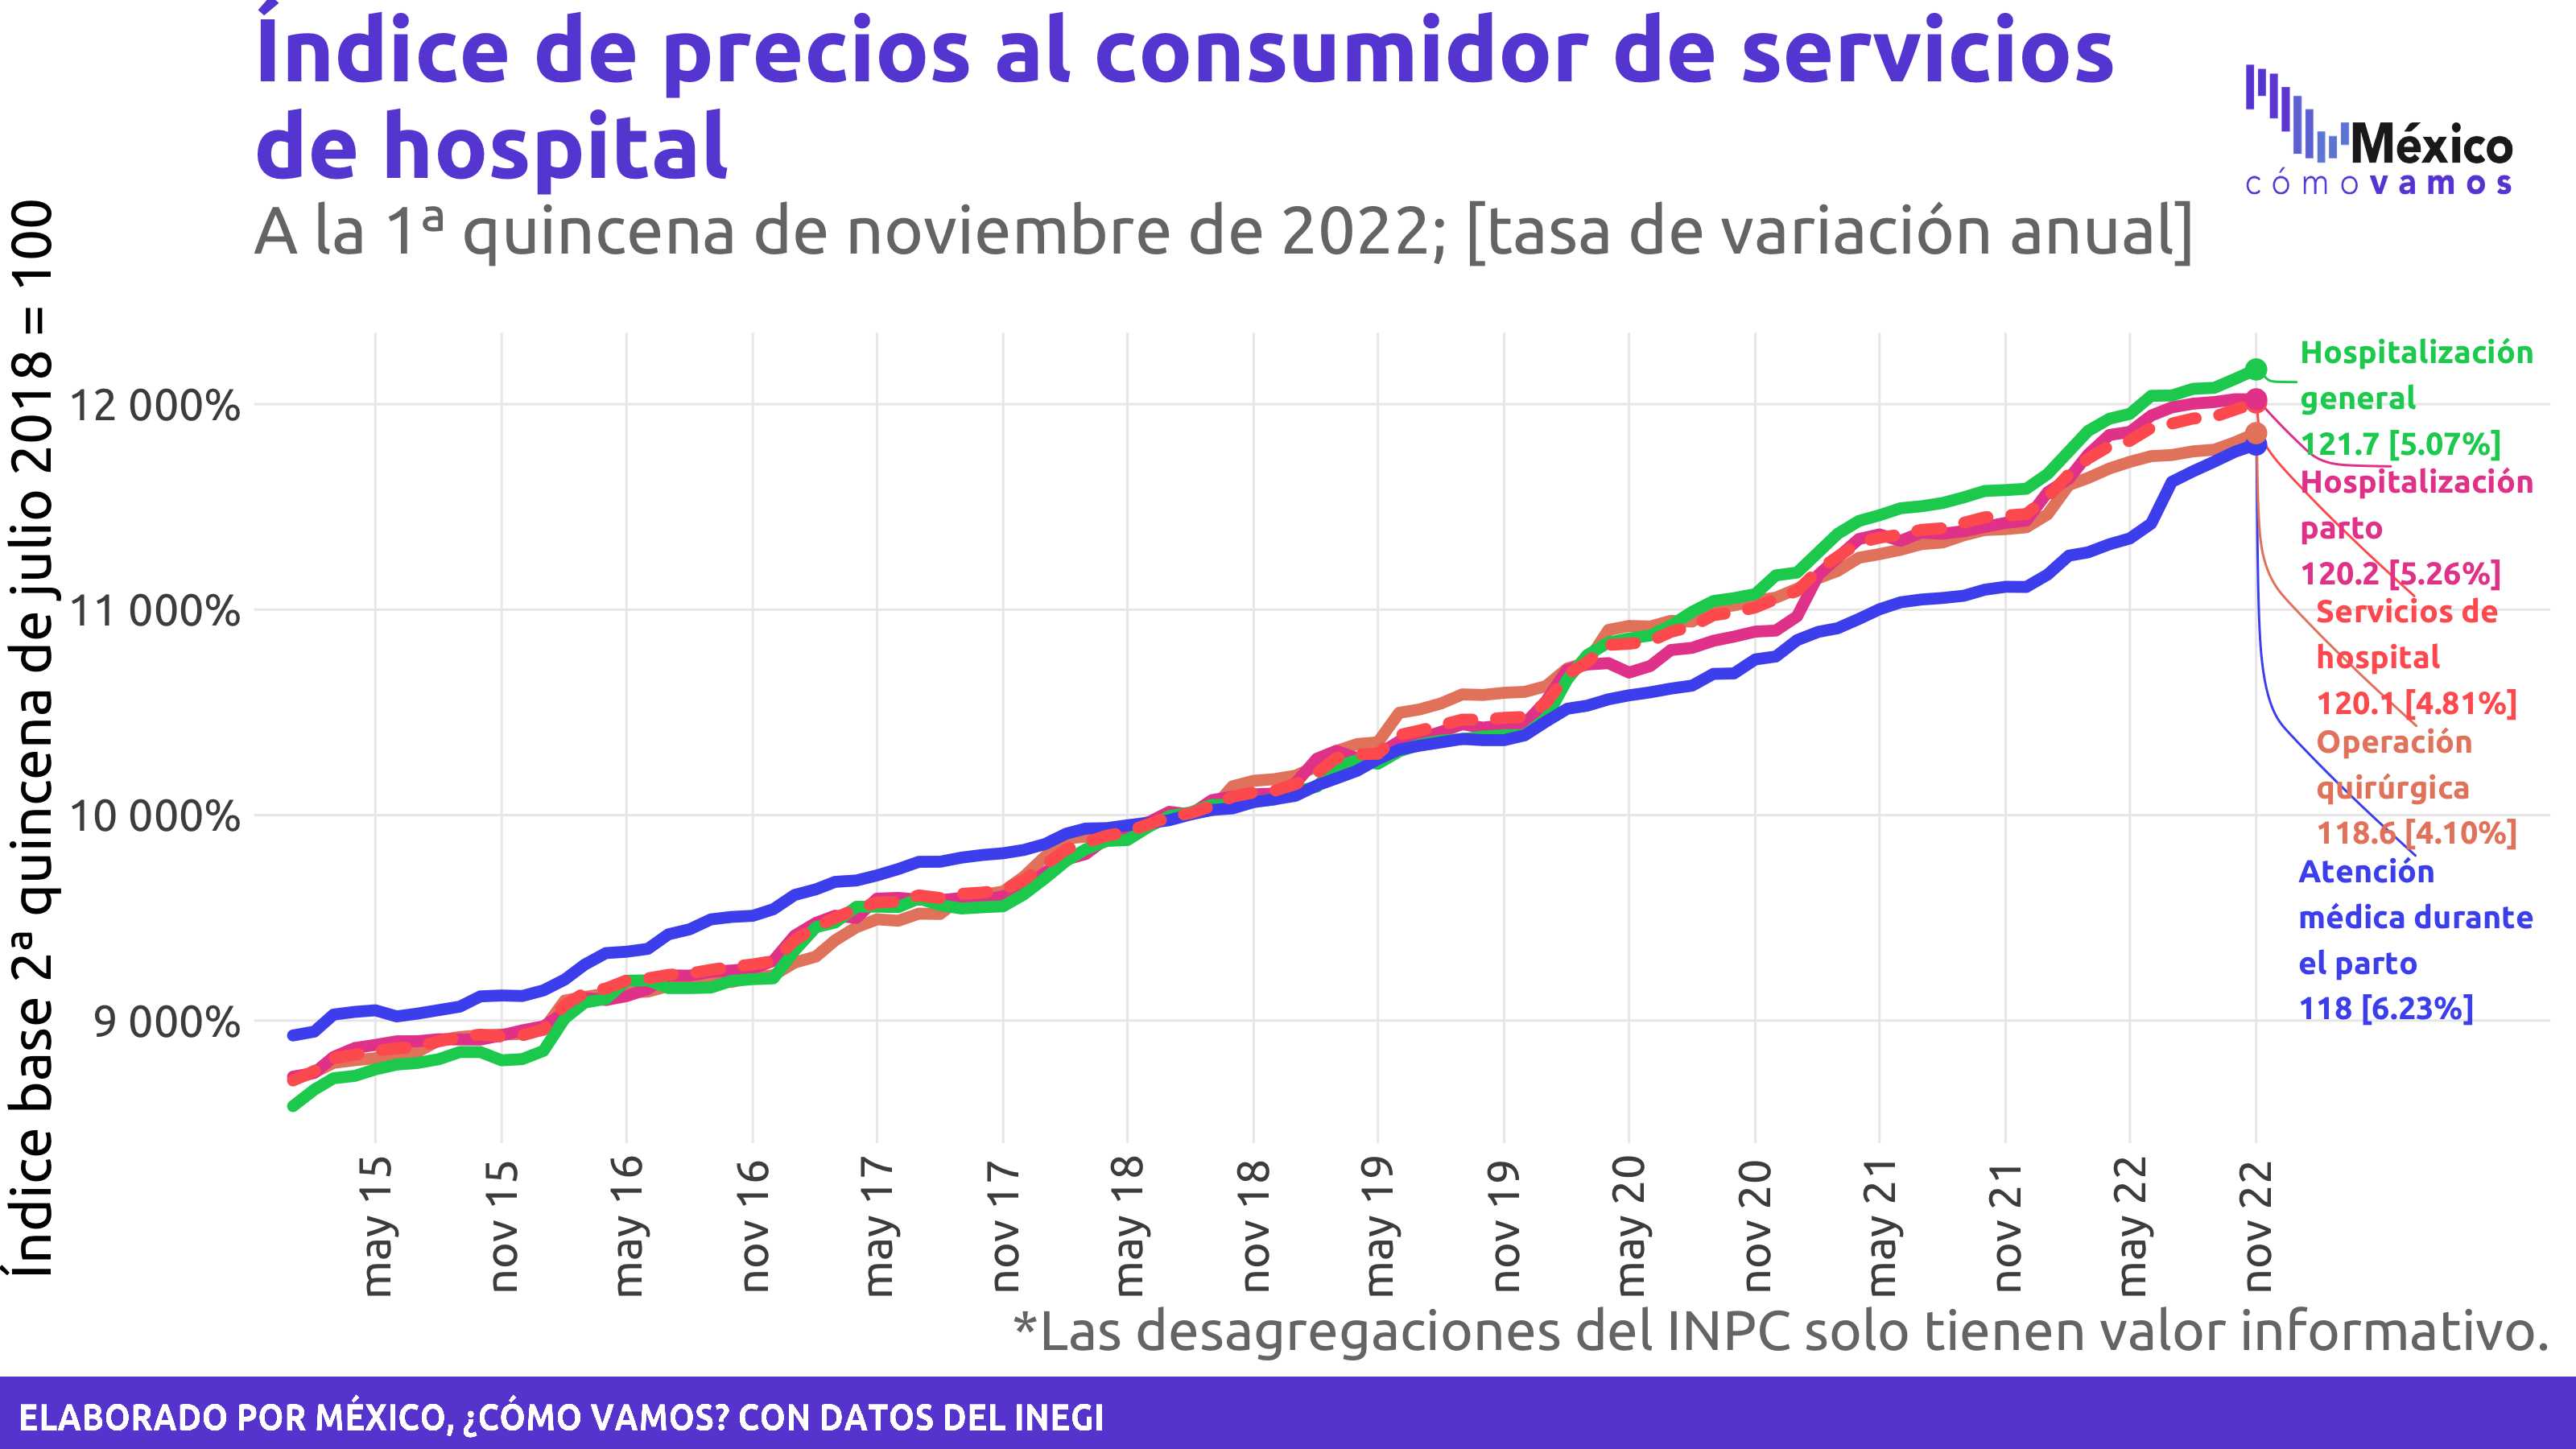 Índice de precios al consumidor de servicios
de hospital
A la 1ª quincena de noviembre de 2022; [tasa de variación anual]
México
cómo vamos
Índice base 2ª quincena de julio 2018 = 100
12 000%
11 000%
10 000%
9 000%
Hospitalización
general
121.7 [5.07%]
Hospitalización
parto
120.2 [5.26%]
Servicios de
hospital
120.1 [4.81%]
Operación
quirúrgica
118.6 [4.10%]
Atención
médica durante
el parto
118 [6.23%]
may 15
nov 15
may 16
nov 16
may 17
nov 17
may 18
nov 18
may 19
nov 19
may 20
nov 20
may 21
nov 21
may 22
nov 22
*Las desagregaciones del INPC solo tienen valor informativo.
ELABORADO POR MÉXICO, ¿CÓMO VAMOS? CON DATOS DEL INEGI